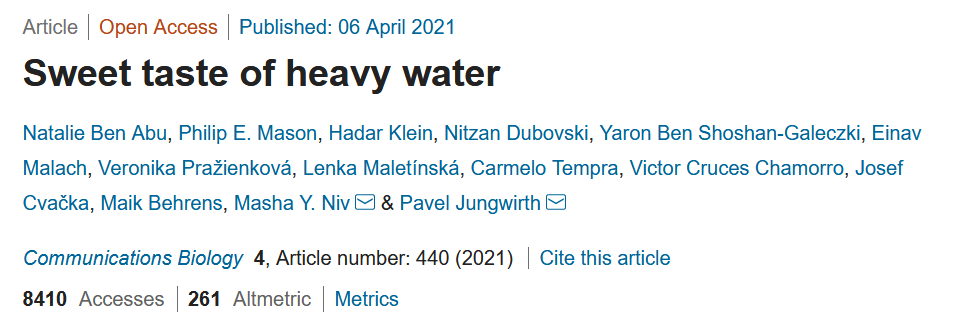 Article | Open Access | Published: 06 April 2021
Sweet taste of heavy water
Natalie Ben Abu, Philip E. Mason, Hadar Klein, Nitzan Dubovski, Yaron Ben Shoshan-Galeczki, Einav
Malach, Veronika Pražienková, Lenka Maletínská, Carmelo Tempra, Victor Cruces Chamorro, Josef
Cvačka, Maik Behrens, Masha Y. Niv & Pavel Jungwirth
Communications Biology 4, Article number: 440 (2021) | Cite this article
8410 Accesses | 261 Altmetric | Metrics